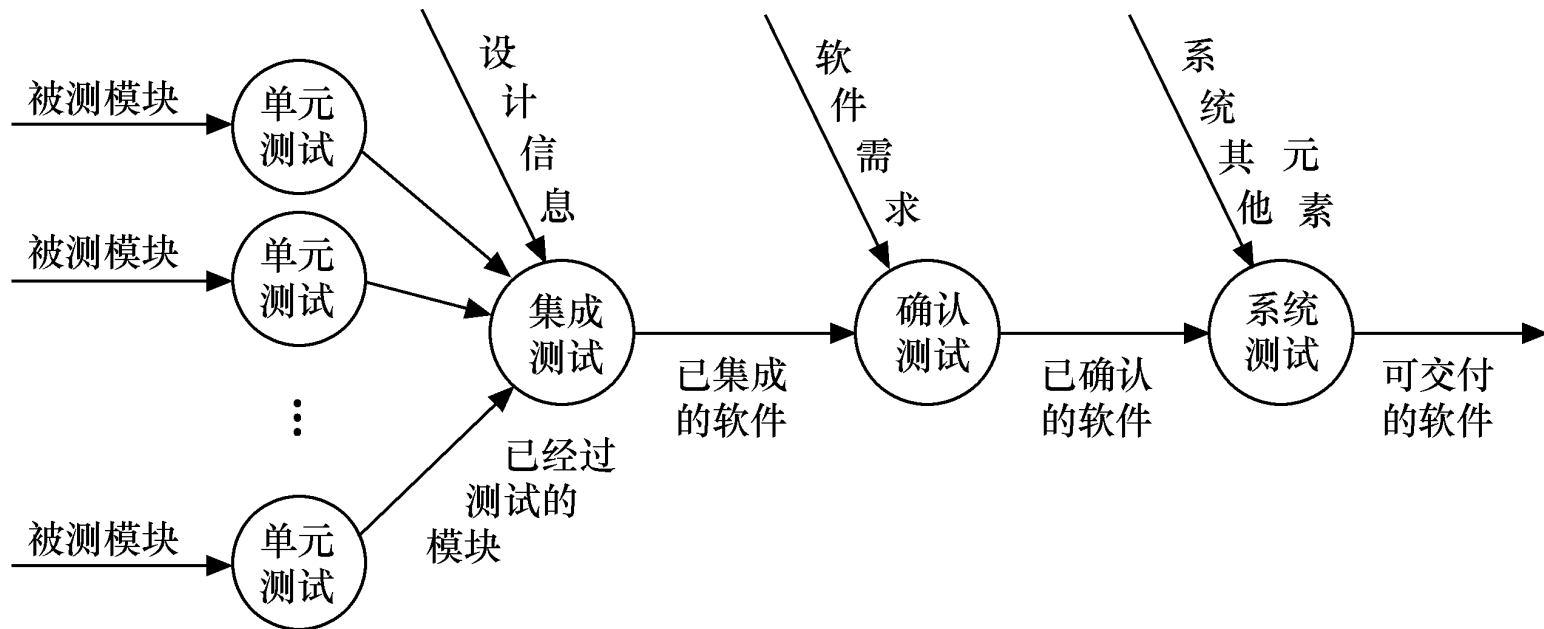 被测模块
单元
测试
被测模块
单元
测试
被测模块
单元
测试
设计信息
集成
测试
已经过
测试的
模块
已集成
的软件
软件需求
确认
测试
已确认
的软件
系统其他
元素
系统
测试
可交付
的软件